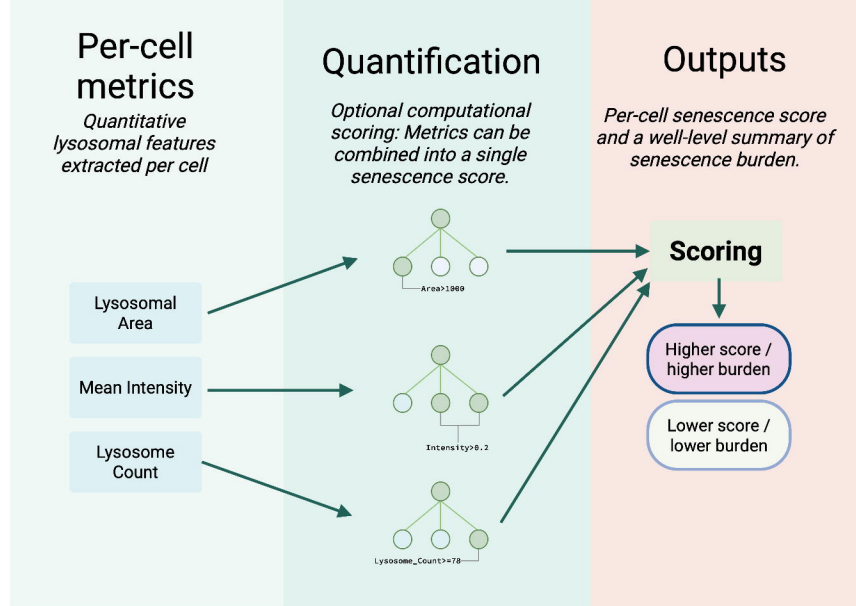 Per-cell
metrics
Quantitative
lysosomal features
extracted per cell
Lysosomal
Area
Mean Intensity
Lysosome
Count
Quantification
Optional computational
scoring: Metrics can be
combined into a single
senescence score.
Area>1000
Intensity>0.2
Lysosome_Count>=70
Outputs
Per-cell senescence score
and a well-level summary of
senescence burden.
Scoring
Higher score /
higher burden
Lower score /
lower burden